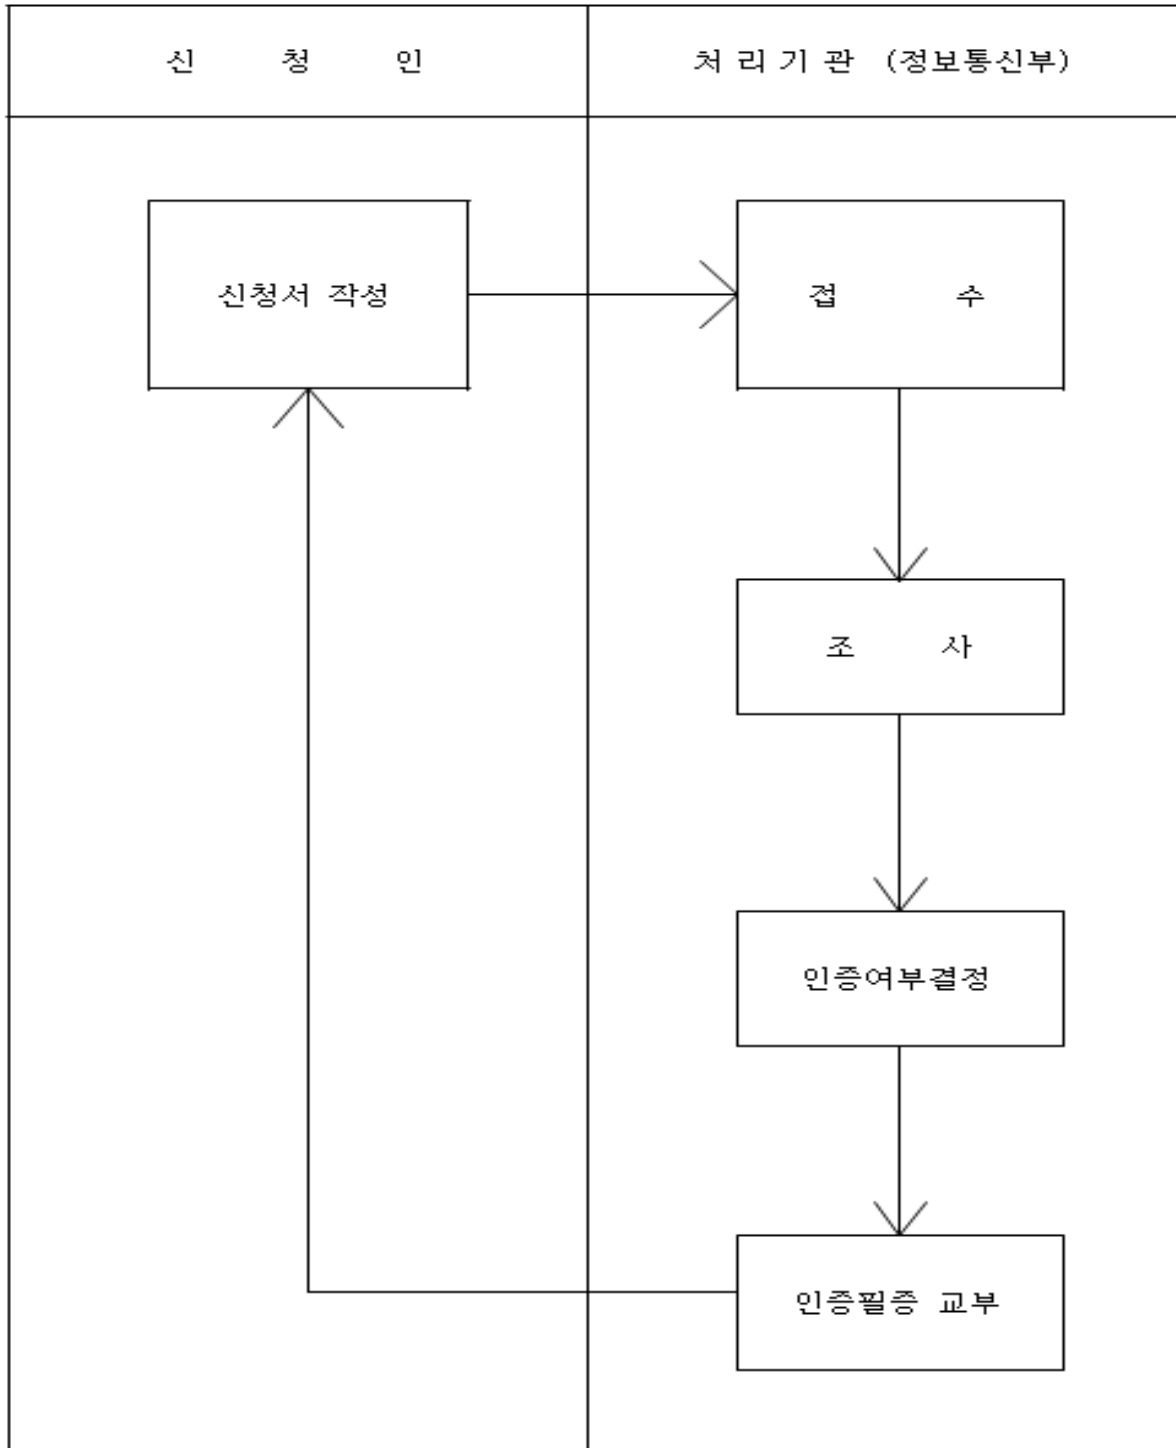 신 청 인
처 리 기 관 (정보통신부)
신청서 작성
접 수
조 사
인증여부결정
인증필증 교부